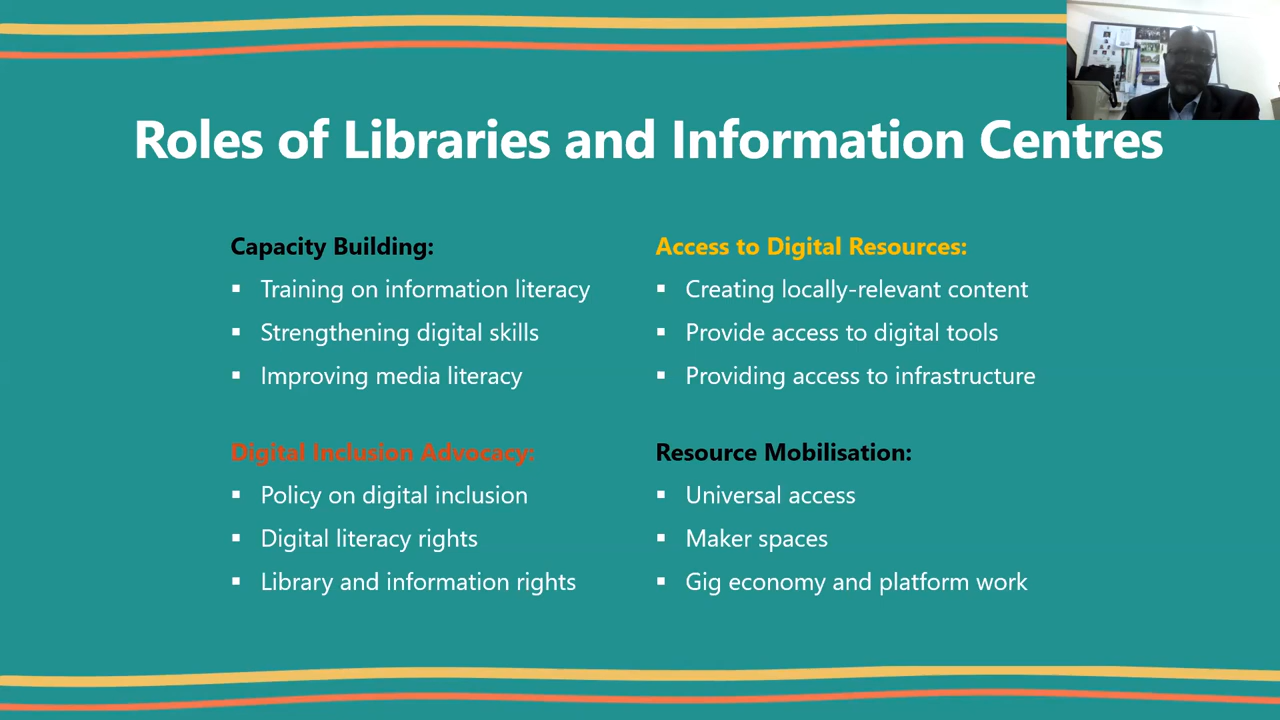 Roles of Libraries and Information Centres
Capacity Building:
▪ Training on information literacy
▪ Strengthening digital skills
▪ Improving media literacy
Access to Digital Resources:
▪ Creating locally-relevant content
▪ Provide access to digital tools
▪ Providing access to infrastructure
Digital Inclusion Advocacy:
▪ Policy on digital inclusion
▪ Digital literacy rights
▪ Library and information rights
Resource Mobilisation:
▪ Universal access
▪ Maker spaces
▪ Gig economy and platform work